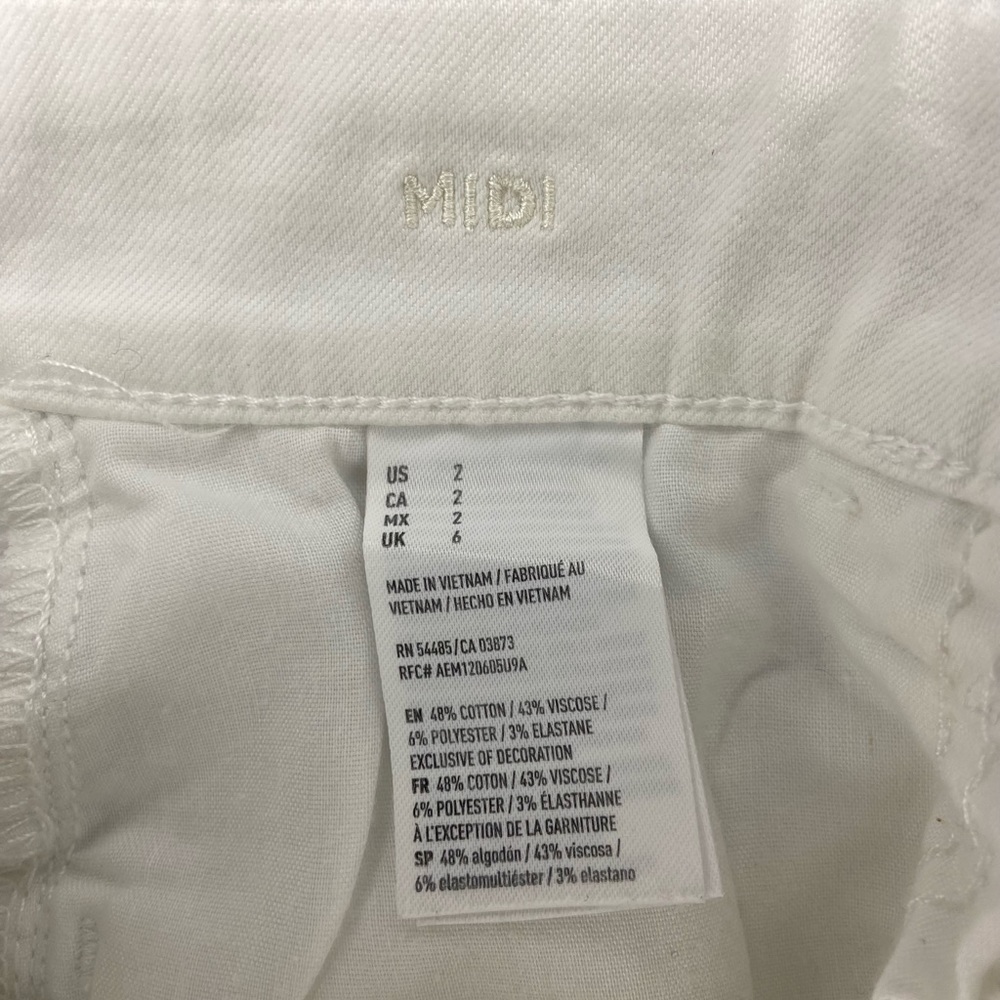 MIDI
US 2
CA 2
MX 2
UK 6
MADE IN VIETNAM / FABRIQUÉ AU
VIETNAM / HECHO EN VIETNAM
RN 54485/CA 03873
RFC# AEM120605U9A
EN 48% COTTON / 43% VISCOSE /
6% POLYESTER / 3% ELASTANE
EXCLUSIVE OF DECORATION
FR 48% COTON / 43% VISCOSE /
6% POLYESTER / 3% ÉLASTHANNE
À L'EXCEPTION DE LA GARNITURE
SP 48% algodón / 43% viscosa /
6% elastomultiéster / 3% elastano